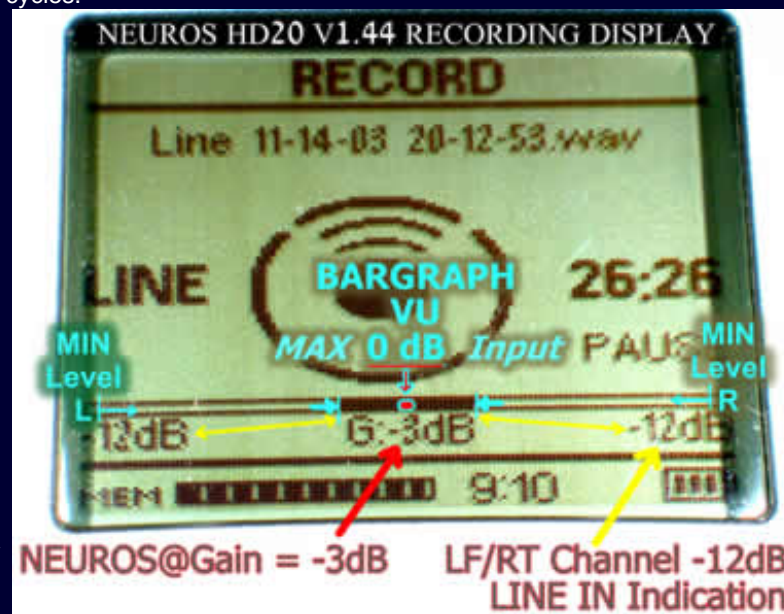 cycles.
NEUROS HD20 V1.44 RECORDING DISPLAY
RECORD
Line 11-14-03 20-12-53.wav
LINE
BARGRAPH
VU
26:26
MAX 0 dB Input
PAUS
MIN
Level
L
MIN
Level
R
-12dB
G:-3dB
-12dB
MEM
9:10
NEUROS@Gain = -3dB
LF/RT Channel -12dB
LINE IN Indication